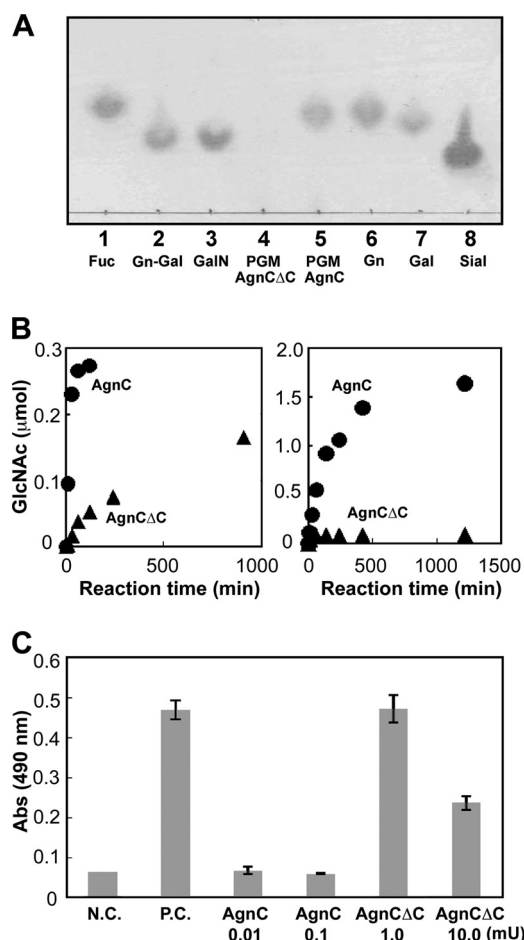 A
1 2 3 4 5 6 7 8
Fuc Gn-Gal GalN PGM PGM Gn Gal Sial
AgnCΔC AgnC
B
GlcNAc (μmol)
0.3
0.2
0.1
0
AgnC
AgnCΔC
0 500 1000
Reaction time (min)
2.0
1.5
1.0
0.5
0
AgnC
AgnCΔC
0 500 1000 1500
Reaction time (min)
C
Abs (490 nm)
0.6
0.5
0.4
0.3
0.2
0.1
0
N.C. P.C. AgnC AgnC AgnCΔC AgnCΔC
0.01 0.1 1.0 10.0 (mU)